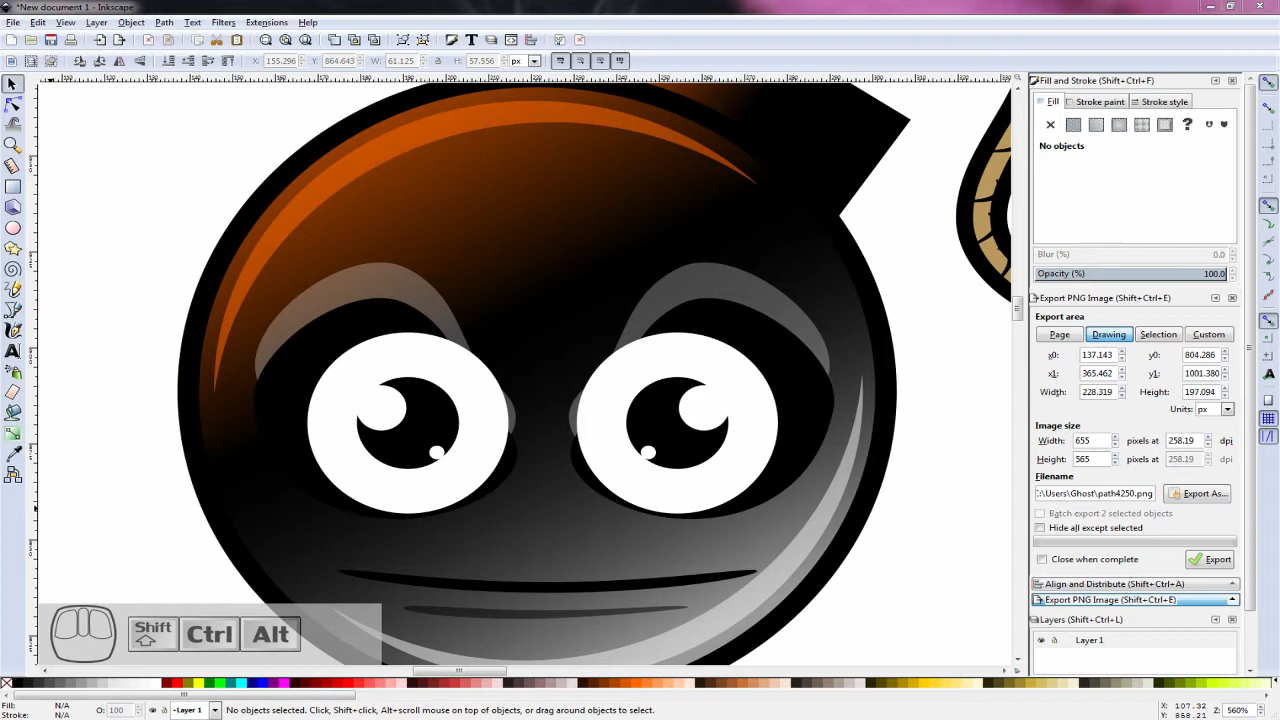 *New document 1 - Inkscape
File Edit View Layer Object Path Text Filters Extensions Help
X: 155.296 Y: 864.643 W: 61.125 H: 57.556 px
Fill and Stroke (Shift+Ctrl+F)
Fill Stroke paint Stroke style
No objects
Blur (%) 0.0
Opacity (%) 100.0
Export PNG Image (Shift+Ctrl+E)
Export area
Page Drawing Selection Custom
x0: 137.143 y0: 804.286
x1: 365.462 y1: 1001.380
Width: 228.319 Height: 197.094
Units: px
Image size
Width: 655 pixels at 258.19 dpi
Height: 565 pixels at 258.19 dpi
Filename
:\Users\Ghost\path4250.png Export As...
Batch export 2 selected objects
Hide all except selected
Close when complete Export
Align and Distribute (Shift+Ctrl+A)
Export PNG Image (Shift+Ctrl+E)
Layers (Shift+Ctrl+L)
Layer 1
Shift Ctrl Alt
Fill: N/A
Stroke: N/A
O: 100
-Layer 1
No objects selected. Click, Shift+click, Alt+scroll mouse on top of objects, or drag around objects to select.
X: 107.32
Y: 868.21
Z: 560%